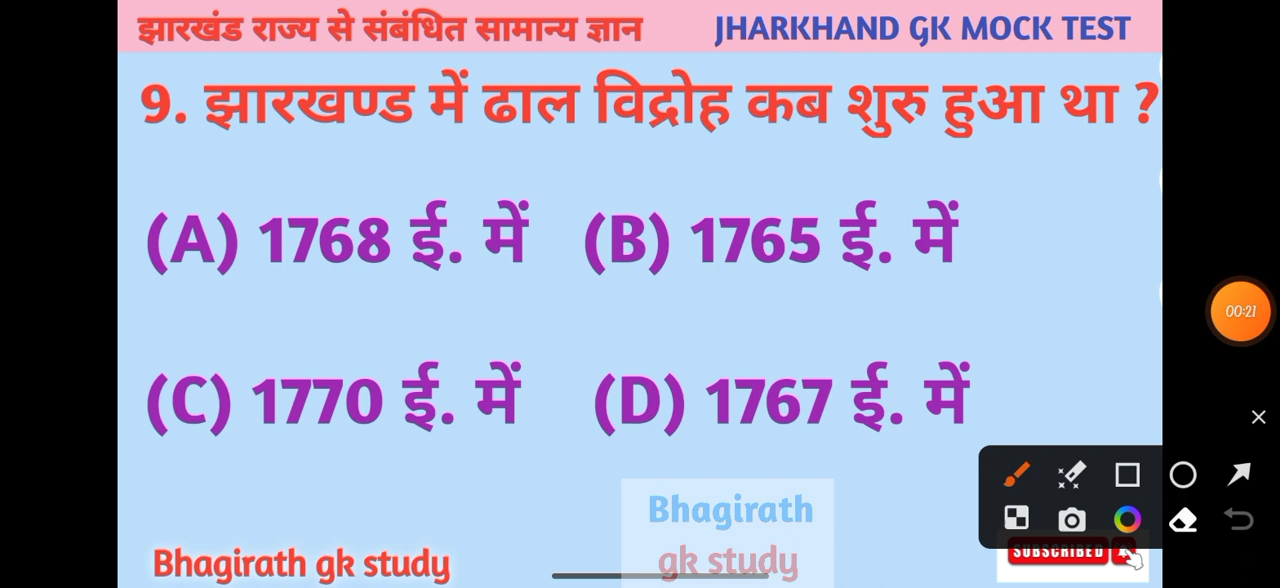 झारखंड राज्य से संबंधित सामान्य ज्ञान JHARKHAND GK MOCK TEST
9. झारखण्ड में ढाल विद्रोह कब शुरु हुआ था ?
(A) 1768 ई. में (B) 1765 ई. में
00:21
(C) 1770 ई. में (D) 1767 ई. में
Bhagirath
gk study
Bhagirath gk study
SUBSCRIBED